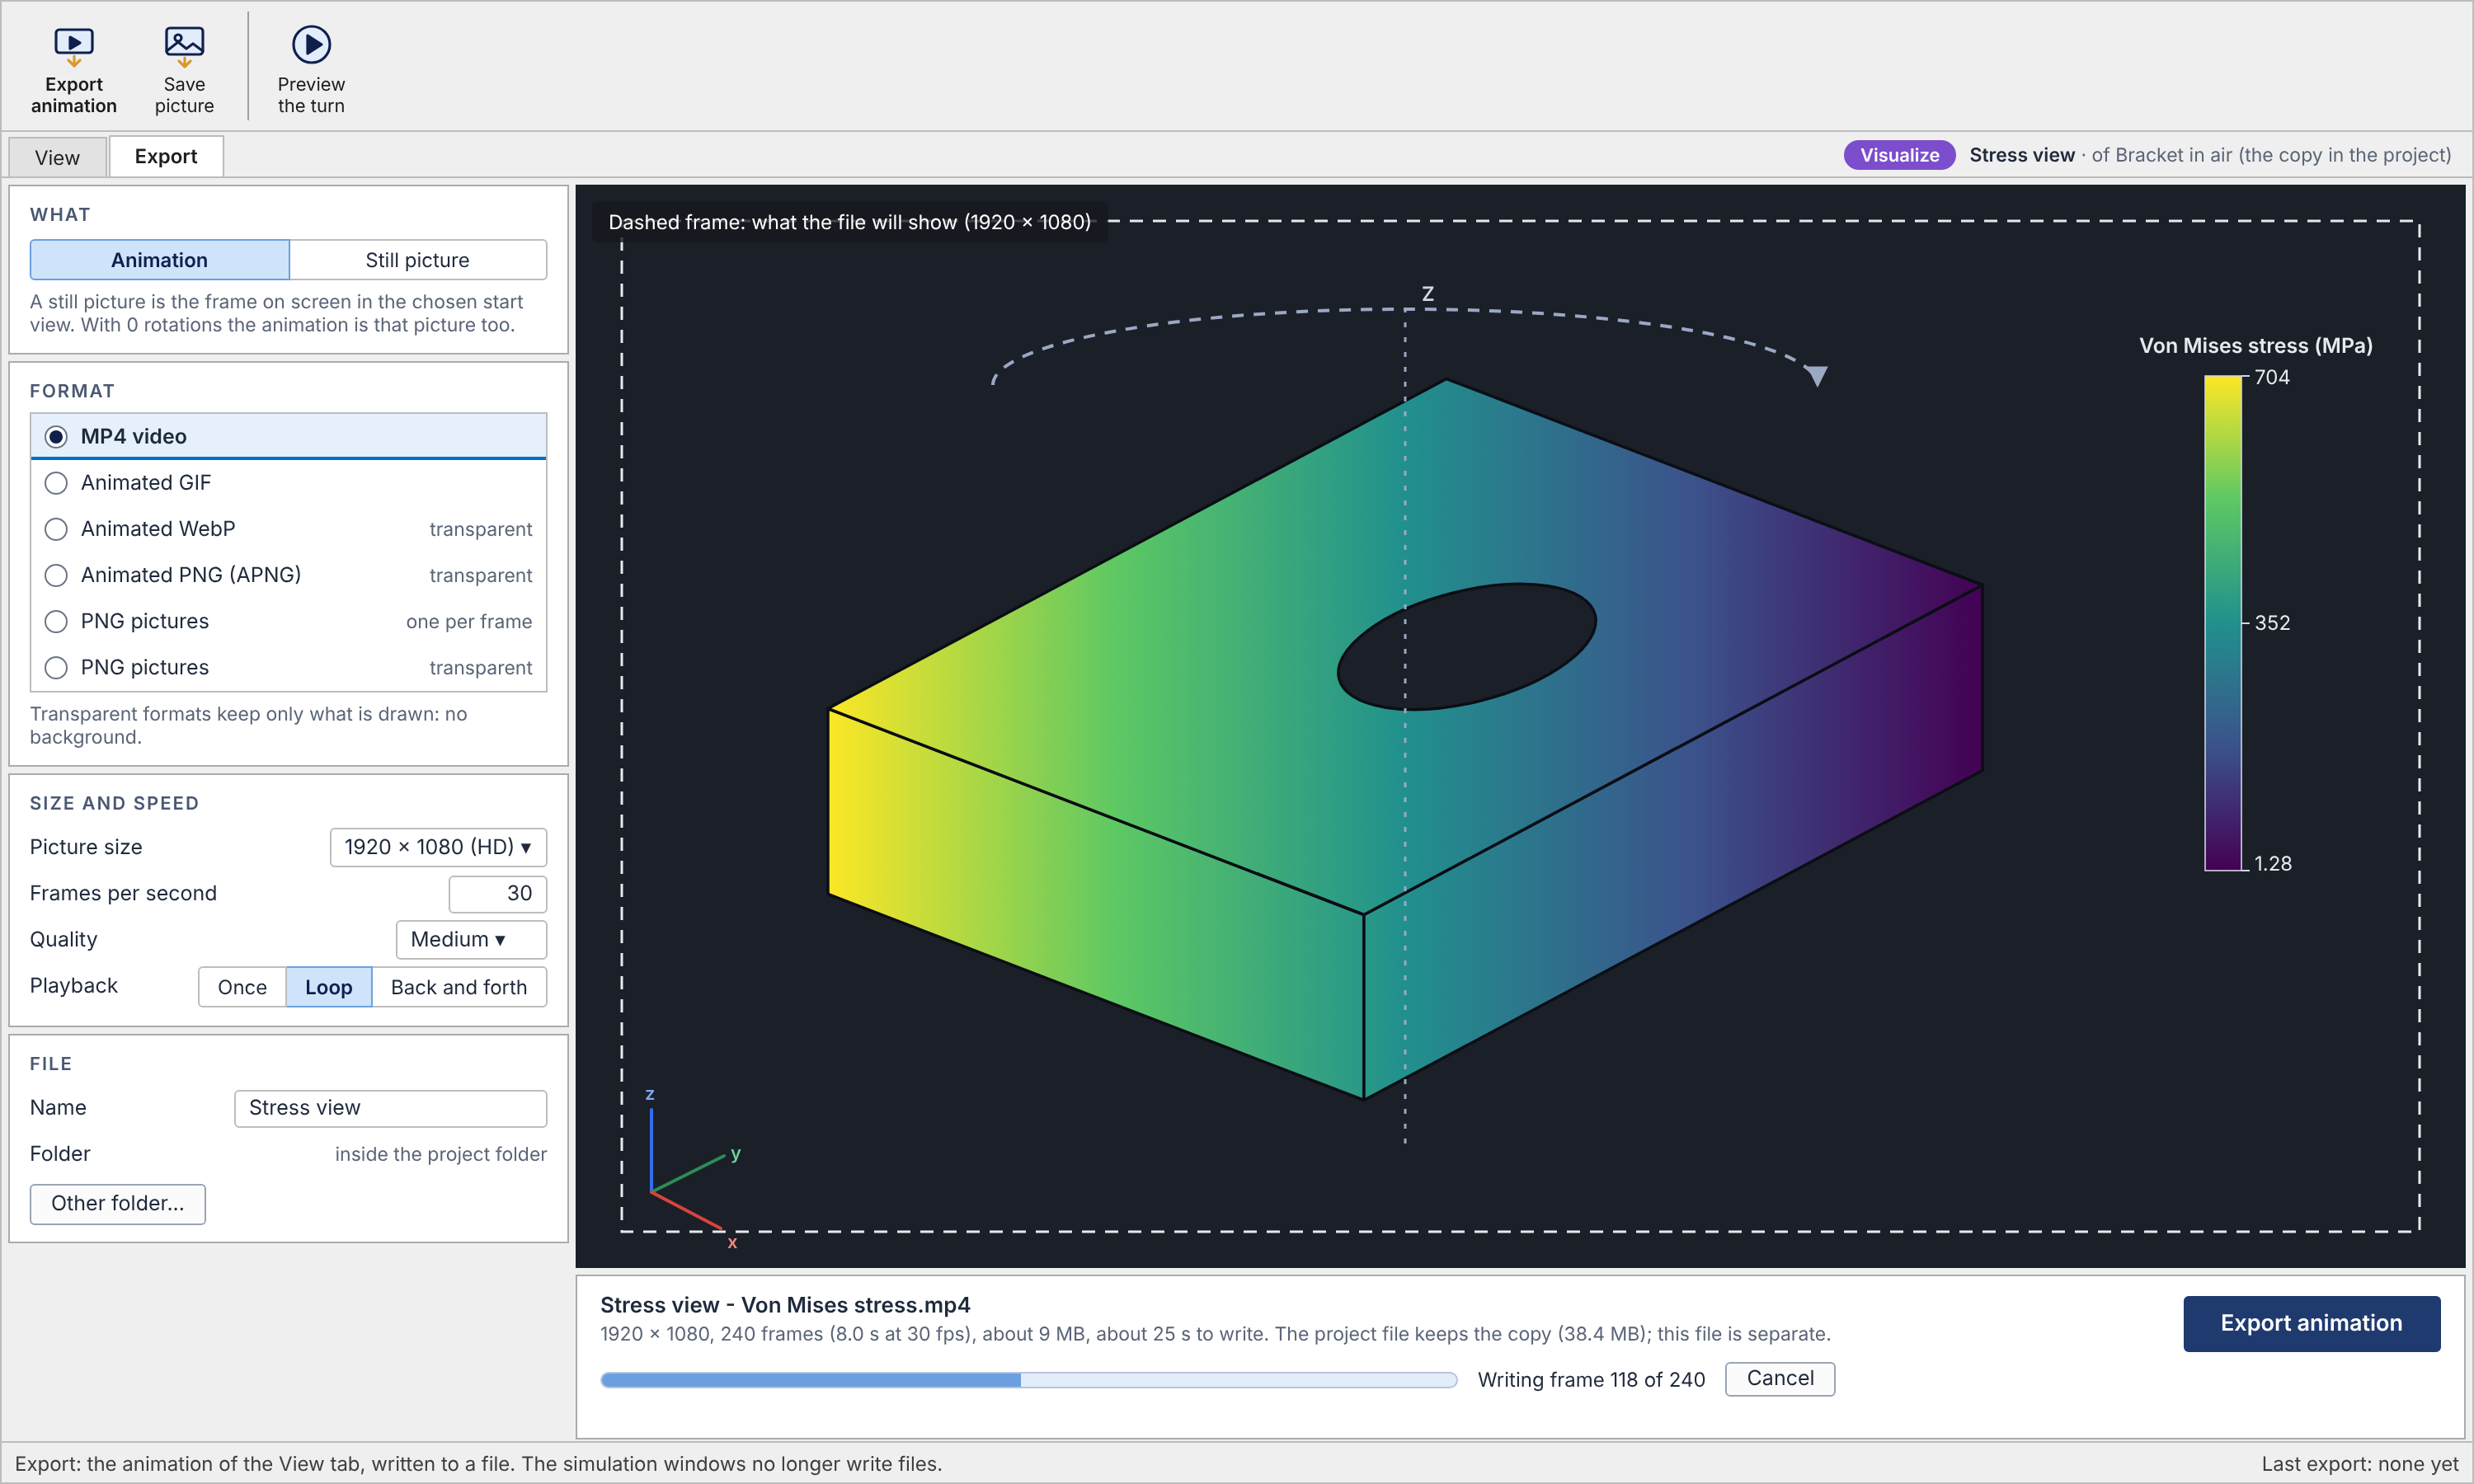 Export
animation
Save
picture
Preview
the turn
View
Export
Visualize
Stress view · of Bracket in air (the copy in the project)
WHAT
Animation
Still picture
A still picture is the frame on screen in the chosen start
view. With 0 rotations the animation is that picture too.
FORMAT
MP4 video
Animated GIF
Animated WebP transparent
Animated PNG (APNG) transparent
PNG pictures one per frame
PNG pictures transparent
Transparent formats keep only what is drawn: no
background.
SIZE AND SPEED
Picture size 1920 × 1080 (HD) ▾
Frames per second 30
Quality Medium ▾
Playback Once Loop Back and forth
FILE
Name Stress view
Folder inside the project folder
Other folder...
Dashed frame: what the file will show (1920 × 1080)
Z
Von Mises stress (MPa)
704
352
1.28
z
y
x
Stress view - Von Mises stress.mp4
1920 × 1080, 240 frames (8.0 s at 30 fps), about 9 MB, about 25 s to write. The project file keeps the copy (38.4 MB); this file is separate.
Writing frame 118 of 240
Cancel
Export animation
Export: the animation of the View tab, written to a file. The simulation windows no longer write files.
Last export: none yet